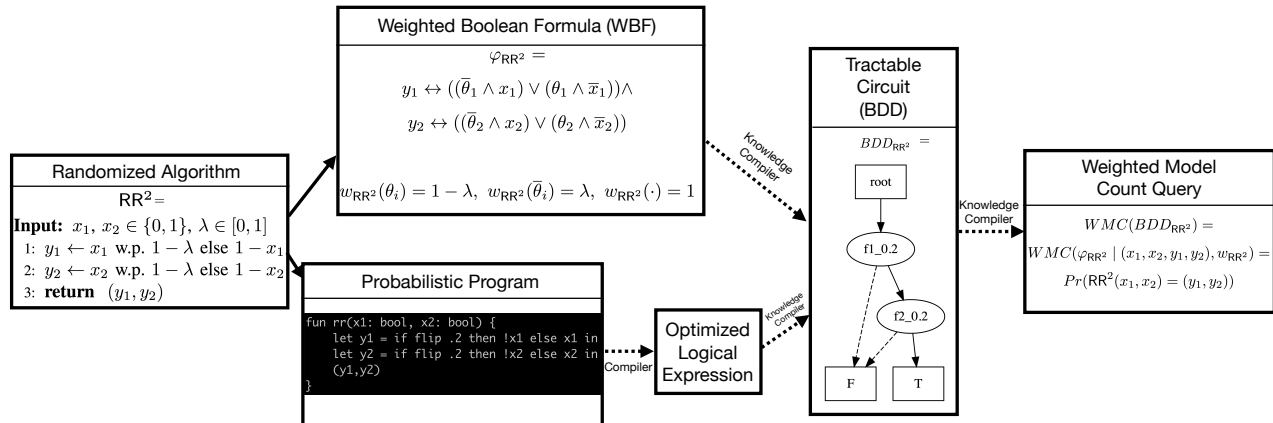 Randomized Algorithm
RR² =
Input: x₁, x₂ ∈ {0, 1}, λ ∈ [0, 1]
1: y₁ ← x₁ w.p. 1 − λ else 1 − x₁
2: y₂ ← x₂ w.p. 1 − λ else 1 − x₂
3: return (y₁, y₂)
Weighted Boolean Formula (WBF)
φ_RR² =
y₁ ↔ ((θ̅₁ ∧ x₁) ∨ (θ₁ ∧ x̅₁))∧
y₂ ↔ ((θ̅₂ ∧ x₂) ∨ (θ₂ ∧ x̅₂))
w_RR²(θᵢ) = 1 − λ, w_RR²(θ̅ᵢ) = λ, w_RR²(·) = 1
Probabilistic Program
fun rr(x1: bool, x2: bool) {
let y1 = if flip .2 then !x1 else x1 in
let y2 = if flip .2 then !x2 else x2 in
(y1,y2)
}
Compiler
Optimized
Logical
Expression
Knowledge
Compiler
Knowledge
Compiler
Tractable
Circuit
(BDD)
BDD_RR² =
root
f1_0.2
f2_0.2
F
T
Knowledge
Compiler
Weighted Model
Count Query
WMC(BDD_RR²) =
WMC(φ_RR² | (x₁, x₂, y₁, y₂), w_RR²) =
Pr(RR²(x₁, x₂) = (y₁, y₂))